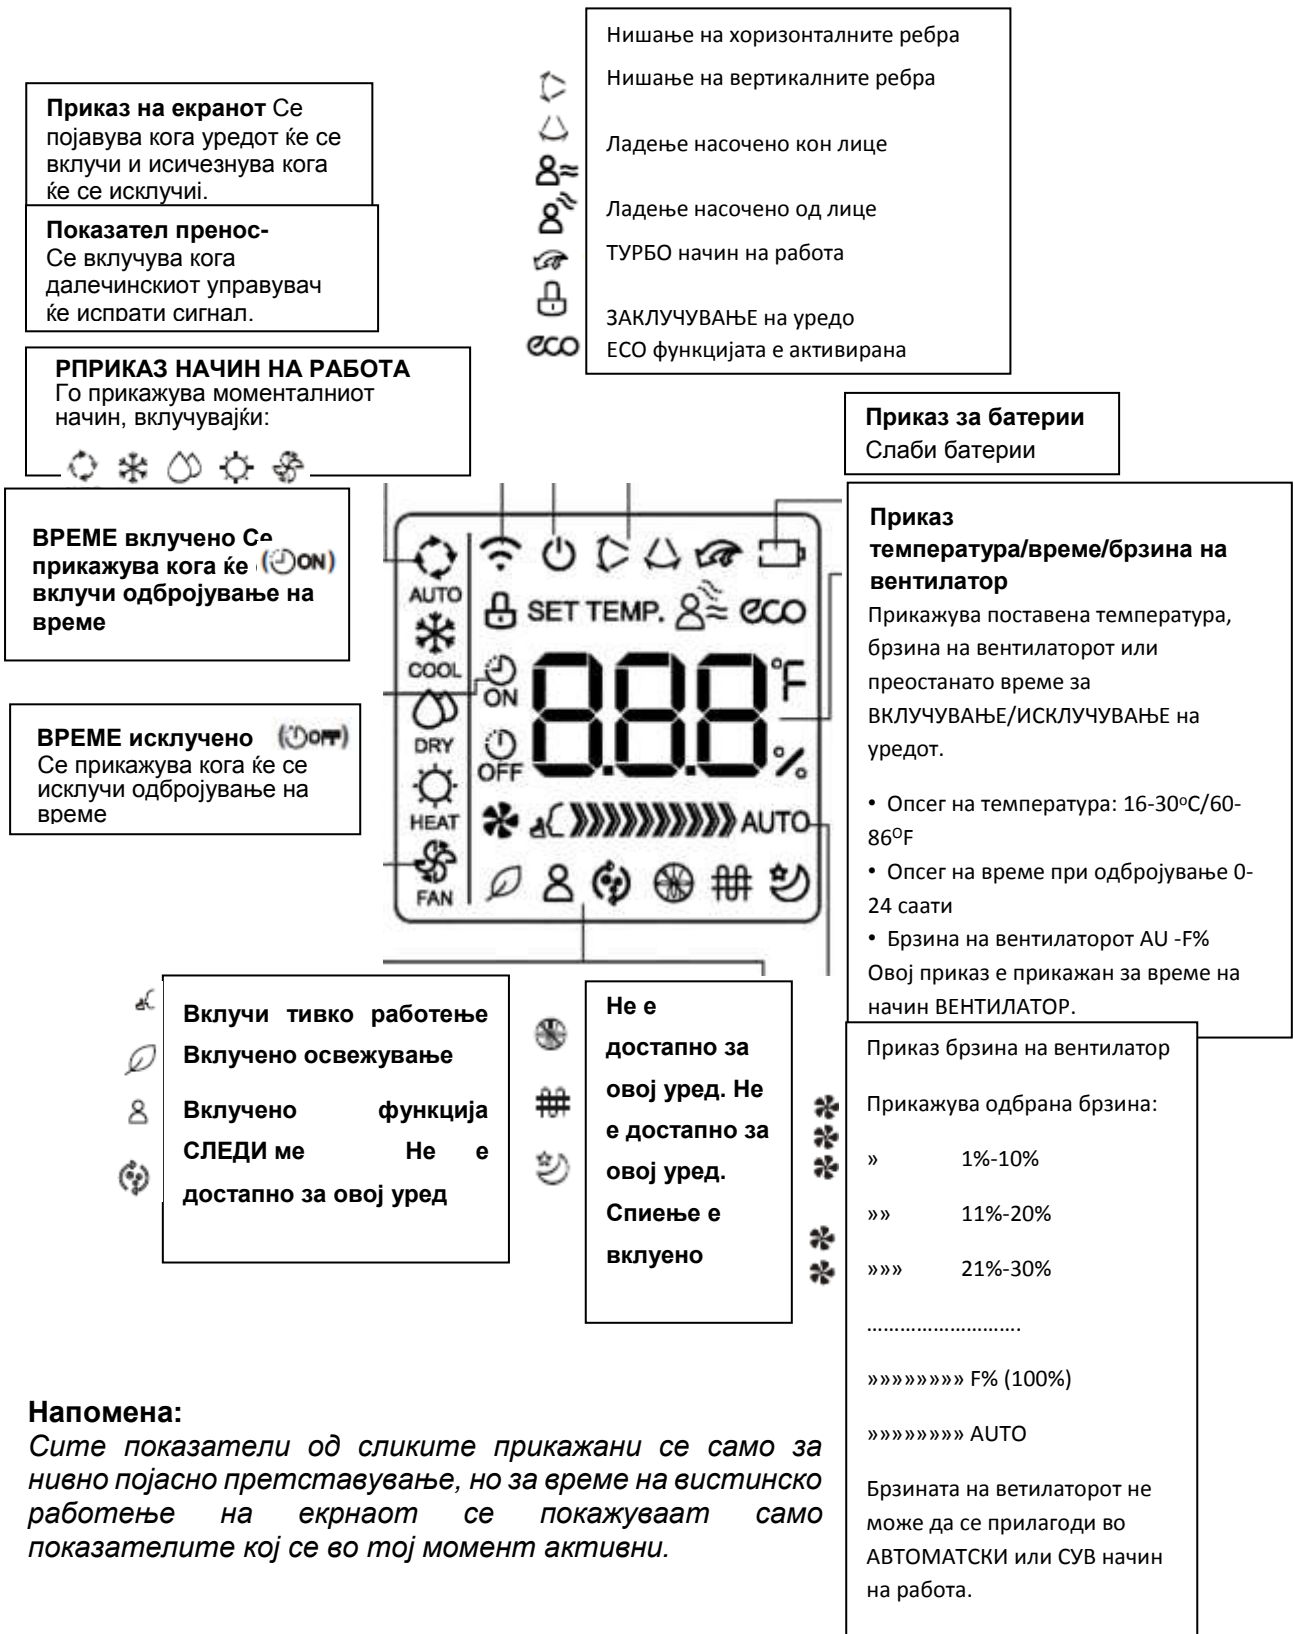 Нишање на хоризонталните ребра
Нишање на вертикалните ребра
Ладење насочено кон лице
Ладење насочено од лице
ТУРБО начин на работа
ЗАКЛУЧУВАЊЕ на уредо
ECO функцијата е активирана
eco
Приказ на екранот Се
појавува кога уредот ќе се
вклучи и исичезнува кога
ќе се исклучиi.
Показател пренос-
Се вклучува кога
далечинскиот управувач
ќе испрати сигнал.
РПРИКАЗ НАЧИН НА РАБОТА
Го прикажува моменталниот
начин, вклучувајќи:
Приказ за батерии
Слаби батерии
ВРЕМЕ вклучено Се
прикажува кога ќе (ON)
вклучи одбројување на
време
ВРЕМЕ исклучено (OFF)
Се прикажува кога ќе се
исклучи одбројување на
време
AUTO
COOL
DRY
HEAT
FAN
SET TEMP. eco
ON
OFF
8.8.8 °F
%
AUTO
Приказ
температура/време/брзина на
вентилатор
Прикажува поставена температура,
брзина на вентилаторот или
преостанато време за
ВКЛУЧУВАЊЕ/ИСКЛУЧУВАЊЕ на
уредот.
• Опсег на температура: 16-30ᵒC/60-
86ᴼF
• Опсег на време при одбројување 0-
24 саати
• Брзина на вентилаторот AU -F%
Овој приказ е прикажан за време на
начин ВЕНТИЛАТОР.
Вклучи тивко работење
Вклучено освежување
Вклучено функција
СЛЕДИ ме Не е
достапно за овој уред
Не е
достапно за
овој уред. Не
е достапно за
овој уред.
Спиење е
вклуено
Приказ брзина на вентилатор
Прикажува одбрана брзина:
» 1%-10%
»» 11%-20%
»»» 21%-30%
……………………….
»»»»»»»» F% (100%)
»»»»»»»» AUTO
Брзината на ветилаторот не
може да се прилагоди во
АВТОМАТСКИ или СУВ начин
на работа.
Напомена:
Сите показатели од сликите прикажани се само за
нивно појасно претставување, но за време на вистинско
работење на екрнаот се покажуваат само
показателите кој се во тој момент активни.